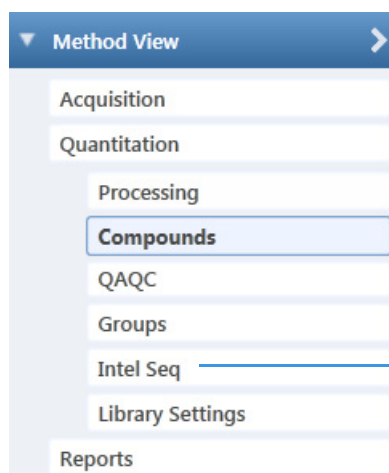 Method View
Acquisition
Quantitation
Processing
Compounds
QAQC
Groups
Intel Seq
Library Settings
Reports